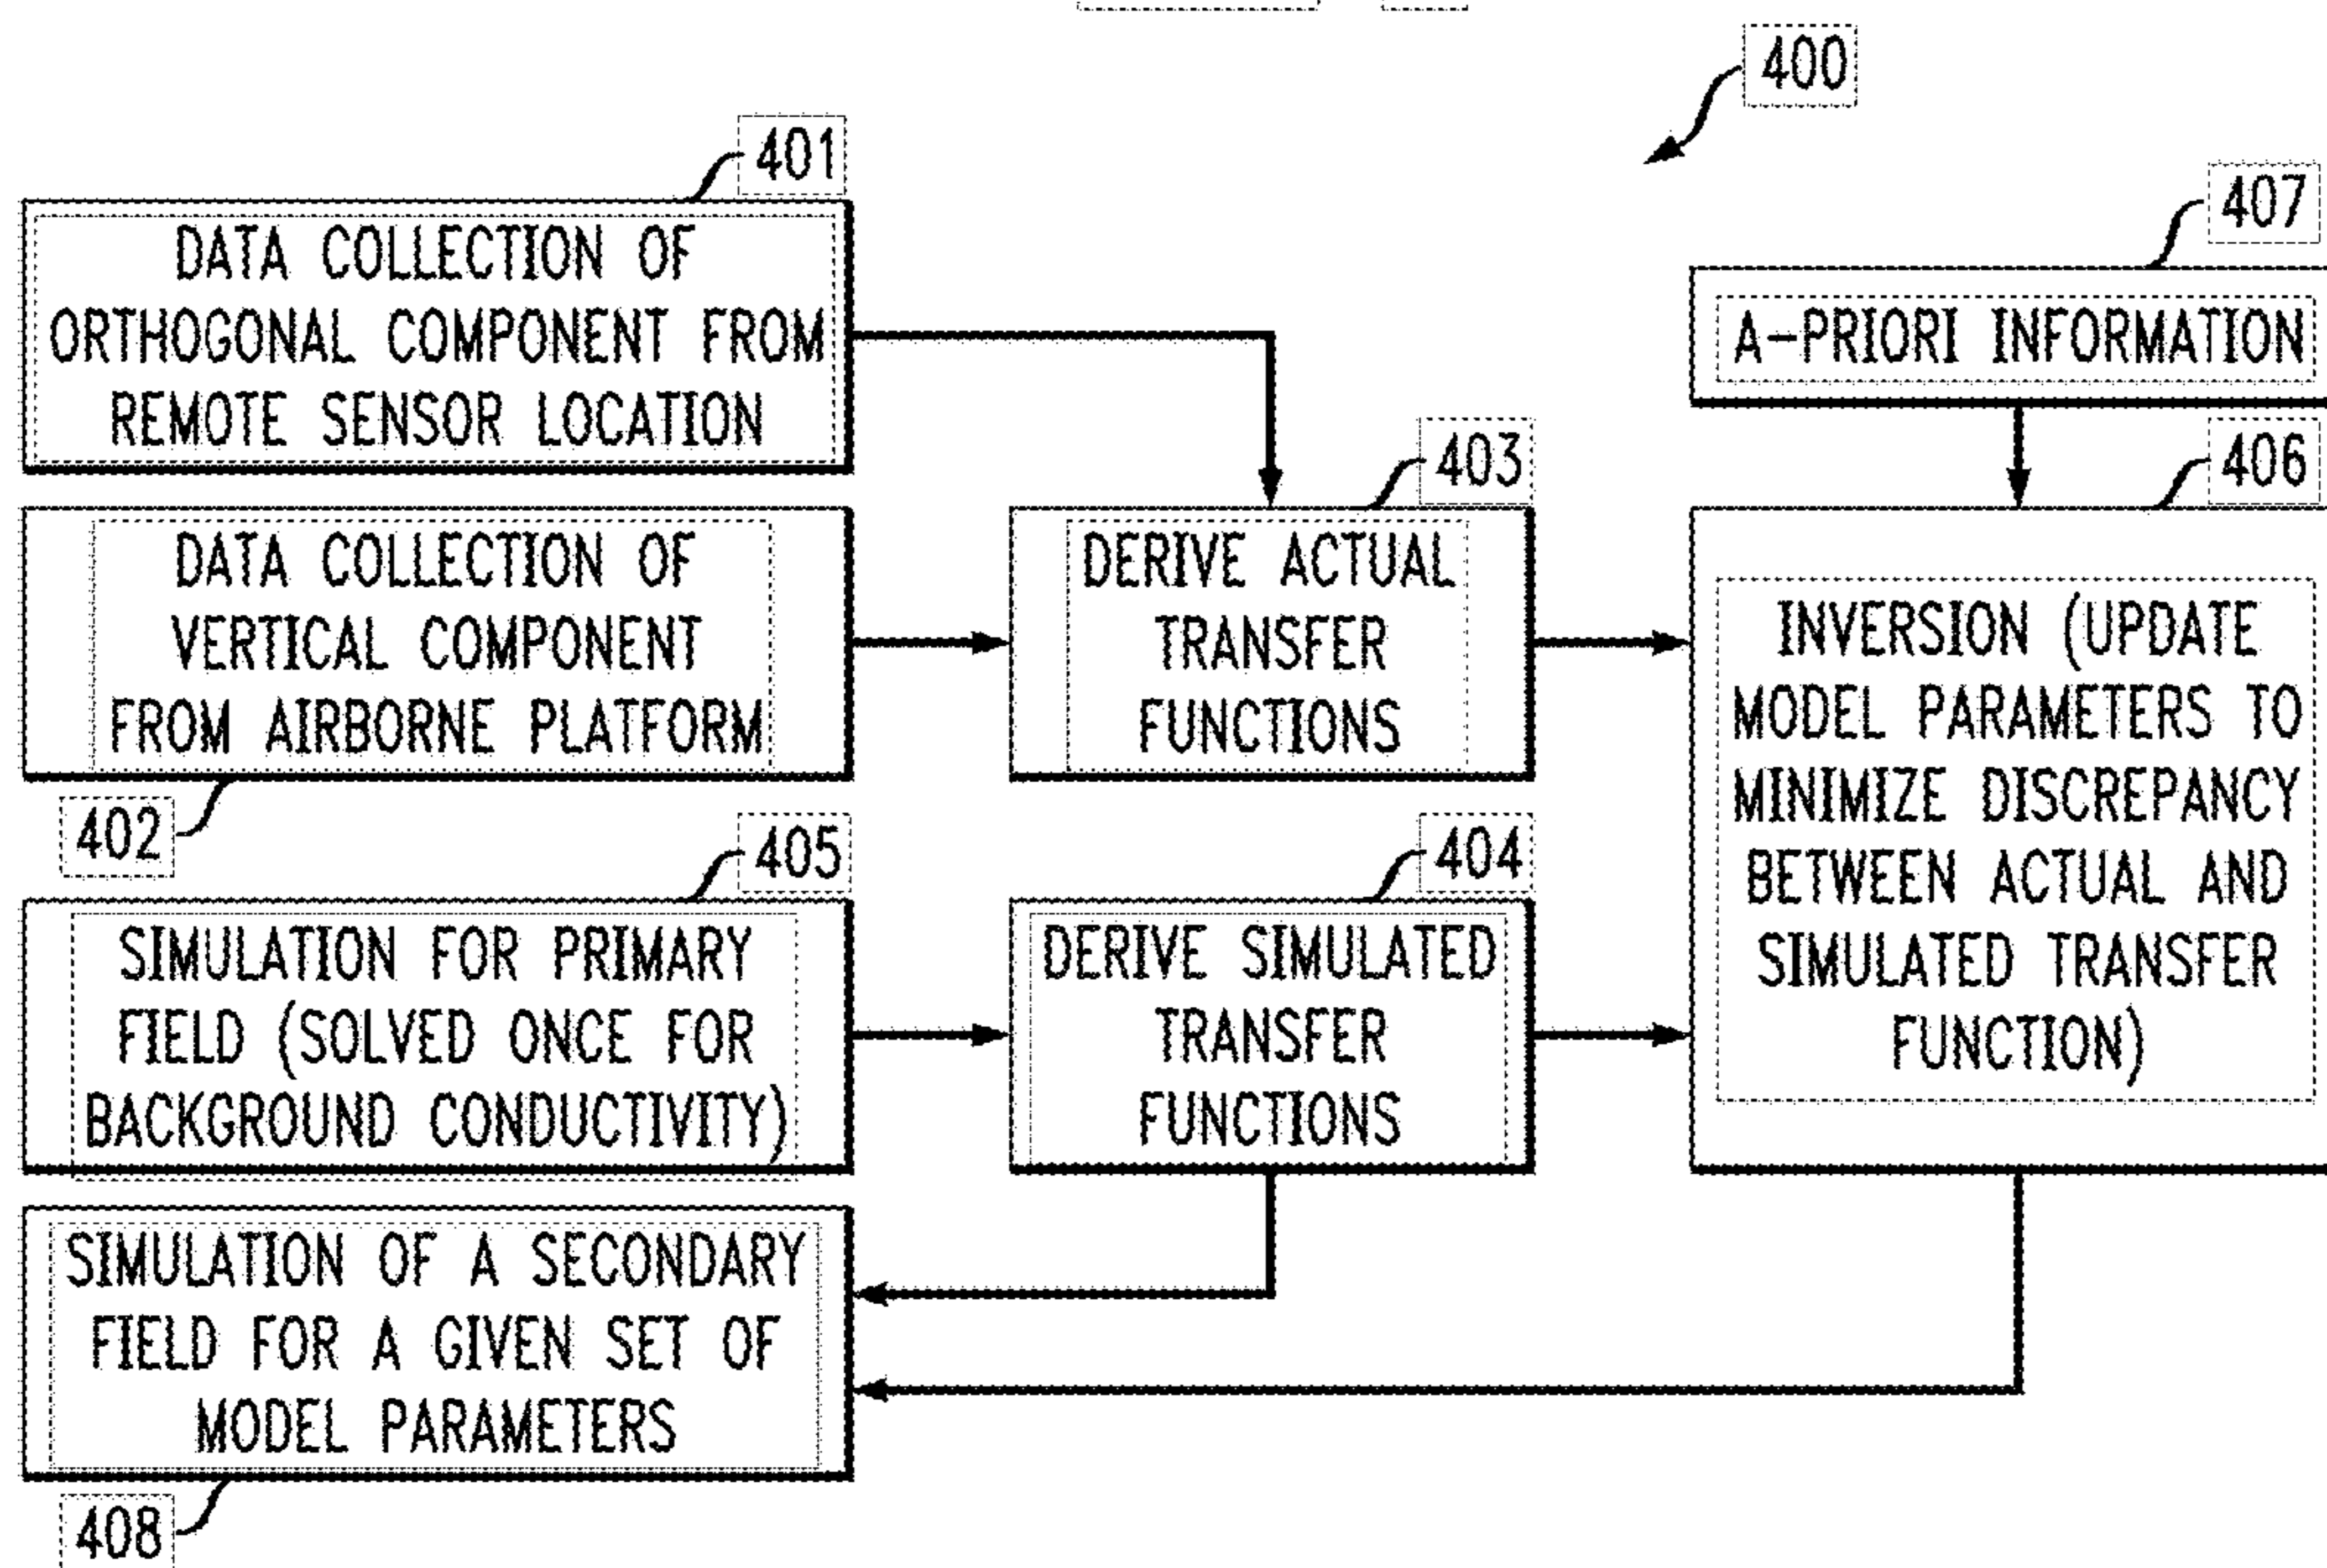 400
401
DATA COLLECTION OF
ORTHOGONAL COMPONENT FROM
REMOTE SENSOR LOCATION
407
A-PRIORI INFORMATION
402
DATA COLLECTION OF
VERTICAL COMPONENT
FROM AIRBORNE PLATFORM
403
DERIVE ACTUAL
TRANSFER
FUNCTIONS
406
INVERSION (UPDATE
MODEL PARAMETERS TO
MINIMIZE DISCREPANCY
BETWEEN ACTUAL AND
SIMULATED TRANSFER
FUNCTION)
405
SIMULATION FOR PRIMARY
FIELD (SOLVED ONCE FOR
BACKGROUND CONDUCTIVITY)
404
DERIVE SIMULATED
TRANSFER
FUNCTIONS
SIMULATION OF A SECONDARY
FIELD FOR A GIVEN SET OF
MODEL PARAMETERS
408